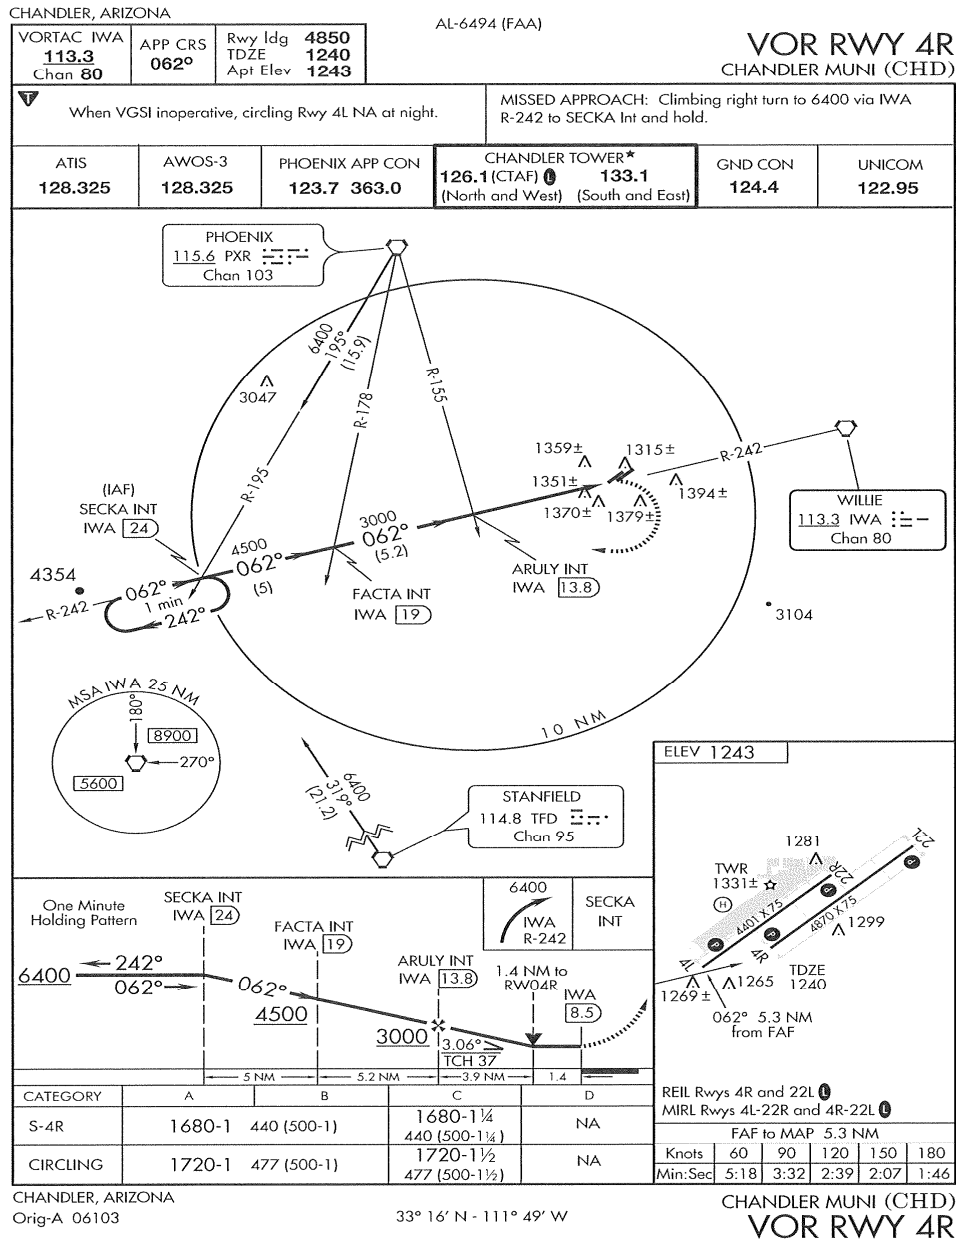 CHANDLER, ARIZONA
AL-6494 (FAA)
VORTAC IWA
113.3
Chan 80
APP CRS
062°
Rwy ldg 4850
TDZE 1240
Apt Elev 1243
VOR RWY 4R
CHANDLER MUNI (CHD)
T
When VGSI inoperative, circling Rwy 4L NA at night.
MISSED APPROACH: Climbing right turn to 6400 via IWA
R-242 to SECKA Int and hold.
ATIS
128.325
AWOS-3
128.325
PHOENIX APP CON
123.7 363.0
CHANDLER TOWER*
126.1 (CTAF) L 133.1
(North and West) (South and East)
GND CON
124.4
UNICOM
122.95
PHOENIX
115.6 PXR
Chan 103
6400
195°
(15.9)
3047
R-178
R-155
R-195
1359±
1315±
R-242
1351±
1394±
1370±
1379±
(IAF)
SECKA INT
IWA 24
WILLIE
113.3 IWA
Chan 80
3000
062°
(5.2)
4500
062°
(5)
ARULY INT
IWA 13.8
FACTA INT
IWA 19
4354
062°
1 min
242°
R-242
3104
MSA IWA 25 NM
180°
8900
270°
5600
10 NM
6400
319°
(21.2)
STANFIELD
114.8 TFD
Chan 95
ELEV 1243
1281
TWR
1331±
H
22L
22R
P
P
P
P
4401 X 75
4870 X 75
1299
4L
4R
TDZE
1240
1269±
1265
062° 5.3 NM
from FAF
REIL Rwys 4R and 22L L
MIRL Rwys 4L-22R and 4R-22L L
FAF to MAP 5.3 NM
Knots 60 90 120 150 180
Min:Sec 5:18 3:32 2:39 2:07 1:46
One Minute
Holding Pattern
SECKA INT
IWA 24
FACTA INT
IWA 19
ARULY INT
IWA 13.8
6400
IWA
R-242
SECKA
INT
1.4 NM to
RW04R
IWA
8.5
6400
242°
062°
062°
4500
3000
3.06°
TCH 37
5 NM
5.2 NM
3.9 NM
1.4
CATEGORY A B C D
S-4R 1680-1 440 (500-1) 1680-1¼
440 (500-1¼) NA
CIRCLING 1720-1 477 (500-1) 1720-1½
477 (500-1½) NA
CHANDLER, ARIZONA
Orig-A 06103
33° 16' N - 111° 49' W
CHANDLER MUNI (CHD)
VOR RWY 4R